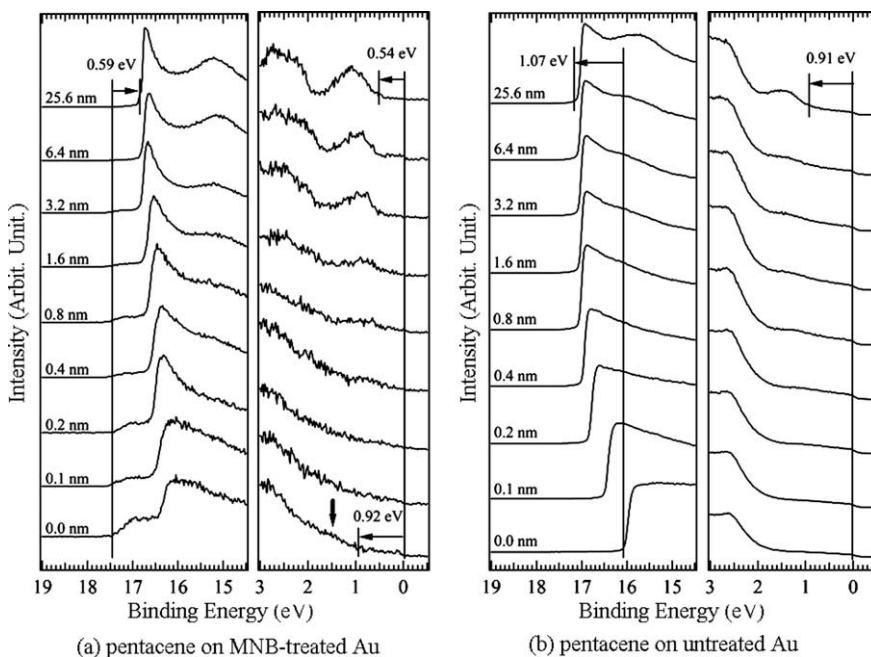 Intensity (Arbit. Unit.)
0.59 eV
25.6 nm
6.4 nm
3.2 nm
1.6 nm
0.8 nm
0.4 nm
0.2 nm
0.1 nm
0.0 nm
19 18 17 16 15
0.54 eV
0.92 eV
3 2 1 0
Binding Energy (eV)
(a) pentacene on MNB-treated Au
Intensity (Arbit. Unit.)
1.07 eV
25.6 nm
6.4 nm
3.2 nm
1.6 nm
0.8 nm
0.4 nm
0.2 nm
0.1 nm
0.0 nm
19 18 17 16 15
0.91 eV
3 2 1 0
Binding Energy (eV)
(b) pentacene on untreated Au